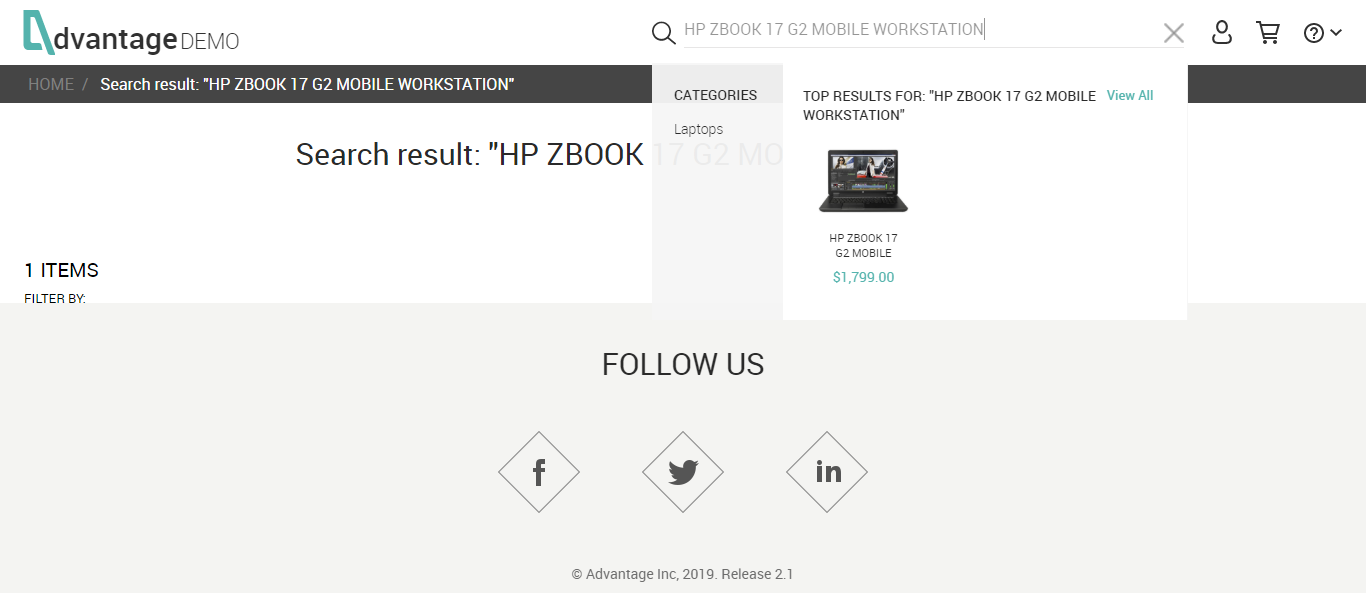 dvantage DEMO
HP ZBOOK 17 G2 MOBILE WORKSTATION
HOME / Search result: "HP ZBOOK 17 G2 MOBILE WORKSTATION"
CATEGORIES
Laptops
TOP RESULTS FOR: "HP ZBOOK 17 G2 MOBILE
WORKSTATION"
View All
HP ZBOOK 17
G2 MOBILE
$1,799.00
Search result: "HP ZBOOK 17 G2 MO
1 ITEMS
FILTER BY:
FOLLOW US
f
in
© Advantage Inc, 2019. Release 2.1